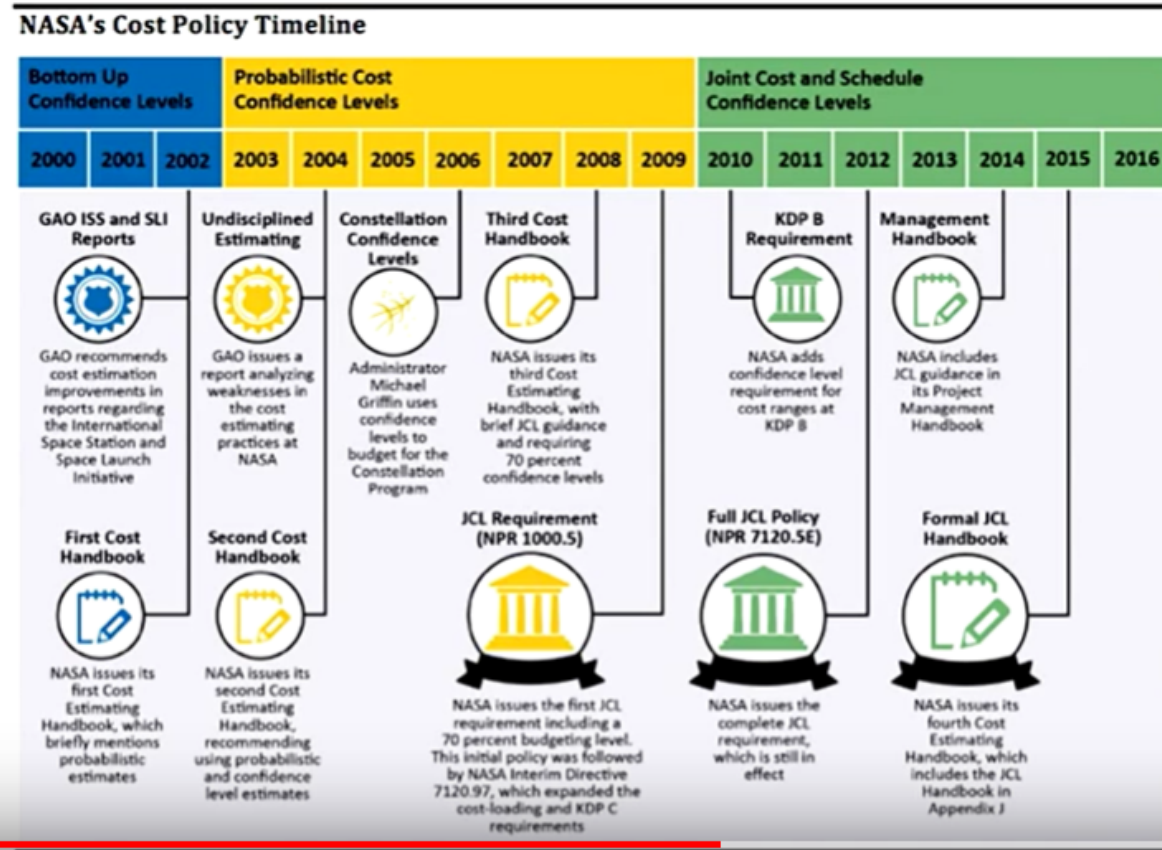 NASA's Cost Policy Timeline
Bottom Up
Confidence Levels
Probabilistic Cost
Confidence Levels
Joint Cost and Schedule
Confidence Levels
2000
2001
2002
2003
2004
2005
2006
2007
2008
2009
2010
2011
2012
2013
2014
2015
2016
GAO ISS and SLI
Reports
GAO recommends
cost estimation
improvements in
reports regarding
the International
Space Station and
Space Launch
Initiative
Undisciplined
Estimating
GAO issues a
report analyzing
weaknesses in
the cost
estimating
practices at
NASA
Constellation
Confidence
Levels
Administrator
Michael
Griffin uses
confidence
levels to
budget for the
Constellation
Program
Third Cost
Handbook
NASA issues its
third Cost
Estimating
Handbook, with
brief JCL guidance
and requiring
70 percent
confidence levels
KDP B
Requirement
NASA adds
confidence level
requirement for
cost ranges at
KDP B
Management
Handbook
NASA includes
JCL guidance in
its Project
Management
Handbook
First Cost
Handbook
NASA issues its
first Cost
Estimating
Handbook, which
briefly mentions
probabilistic
estimates
Second Cost
Handbook
NASA issues its
second Cost
Estimating
Handbook,
recommending
using probabilistic
and confidence
level estimates
JCL Requirement
(NPR 1000.5)
NASA issues the first JCL
requirement including a
70 percent budgeting level.
This initial policy was followed
by NASA Interim Directive
7120.97, which expanded the
cost-loading and KDP C
requirements
Full JCL Policy
(NPR 7120.5E)
NASA issues the
complete JCL
requirement,
which is still in
effect
Formal JCL
Handbook
NASA issues its
fourth Cost
Estimating
Handbook, which
includes the JCL
Handbook in
Appendix J